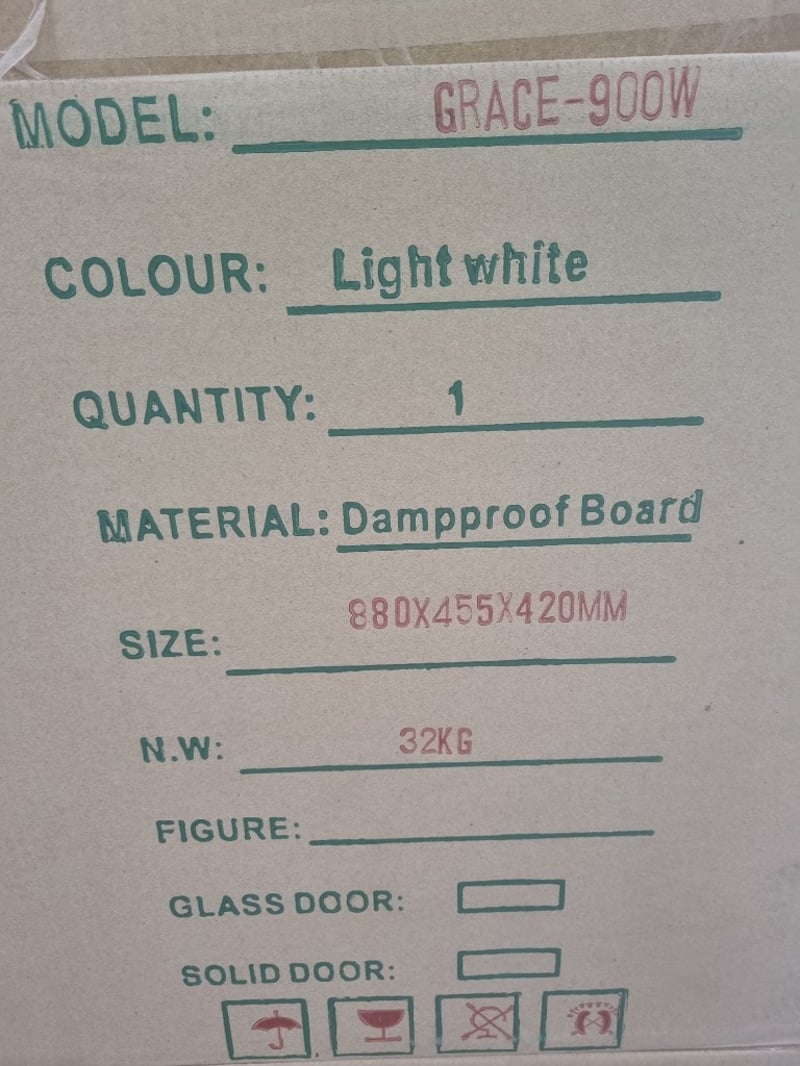 MODEL: GRACE-900W
COLOUR: Light white
QUANTITY: 1
MATERIAL: Dampproof Board
SIZE: 880X455X420MM
N.W: 32KG
FIGURE:
GLASS DOOR:
SOLID DOOR: